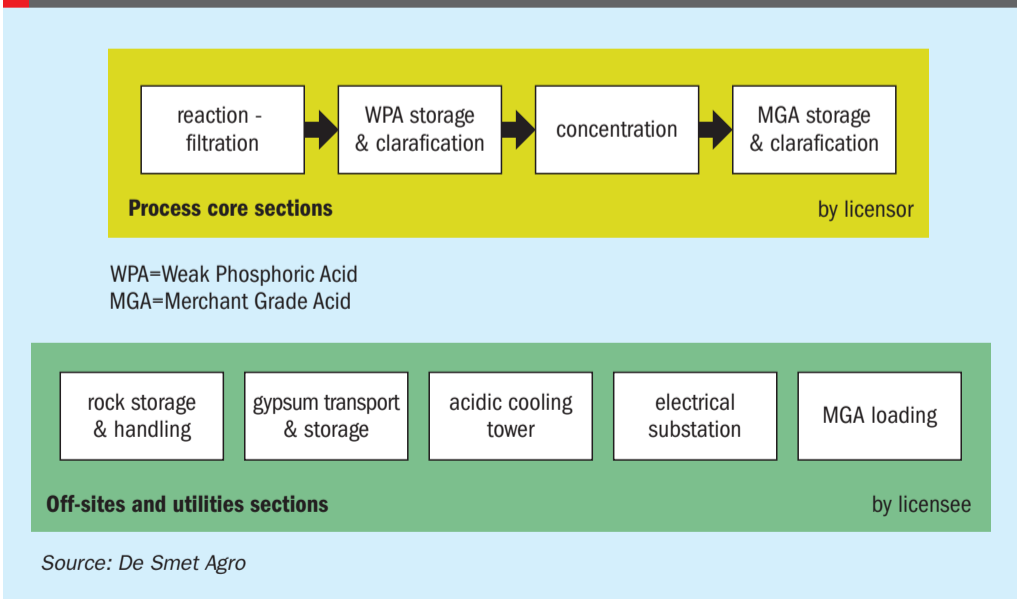 reaction -
filtration
WPA storage
& clarafication
concentration
MGA storage
& clarafication
Process core sections
by licensor
WPA=Weak Phosphoric Acid
MGA=Merchant Grade Acid
rock storage
& handling
gypsum transport
& storage
acidic cooling
tower
electrical
substation
MGA loading
Off-sites and utilities sections
by licensee
Source: De Smet Agro